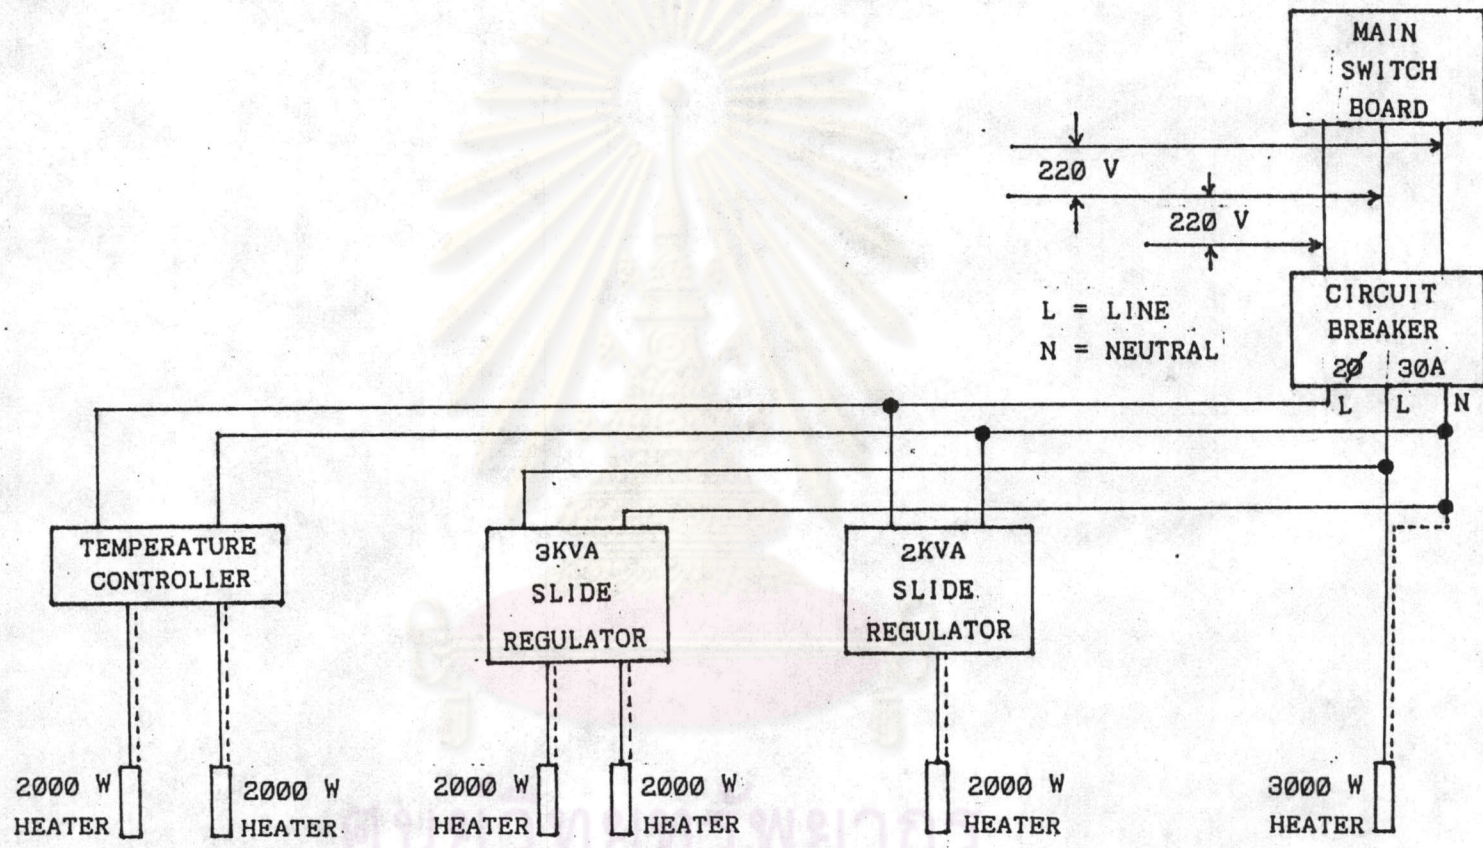 MAIN
SWITCH
BOARD
220 V
220 V
L = LINE
N = NEUTRAL
CIRCUIT
BREAKER
2Ø 30A
L L N
TEMPERATURE
CONTROLLER
3KVA
SLIDE
REGULATOR
2KVA
SLIDE
REGULATOR
2000 W
HEATER
2000 W
HEATER
2000 W
HEATER
2000 W
HEATER
2000 W
HEATER
3000 W
HEATER